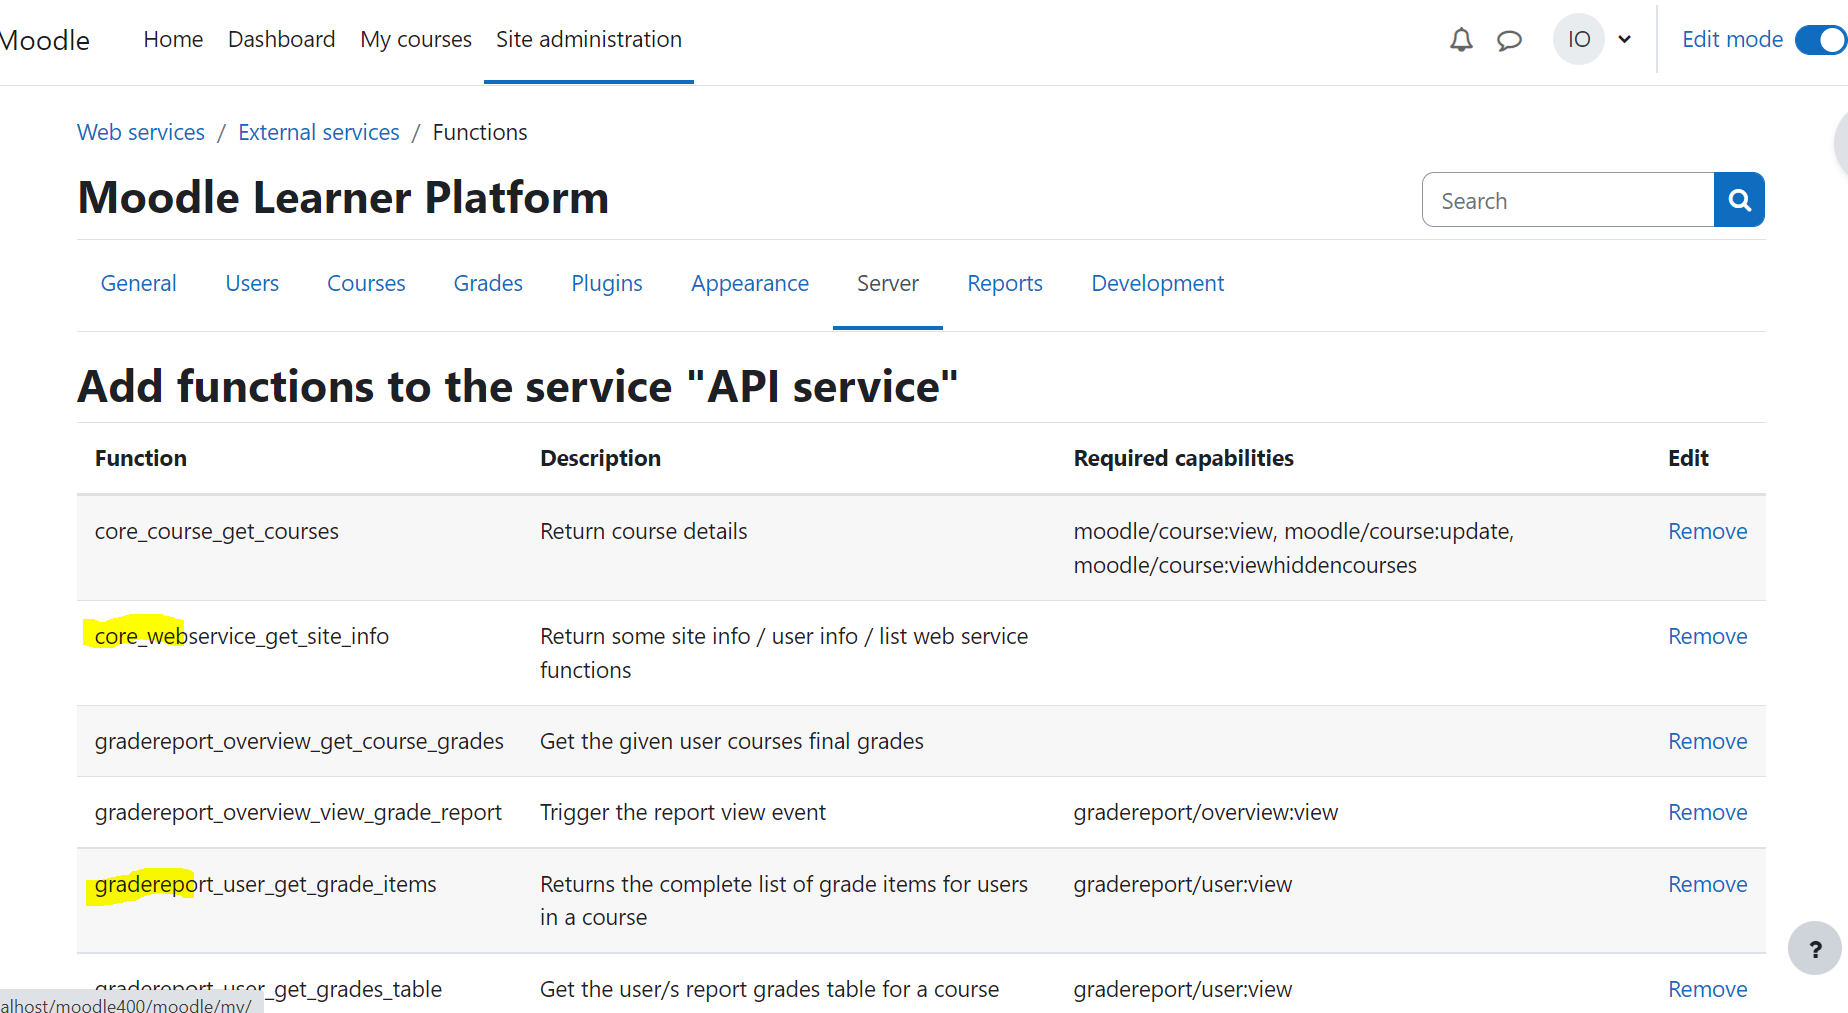 Moodle Home Dashboard My courses Site administration IO Edit mode
Web services / External services / Functions
Moodle Learner Platform
Search
General Users Courses Grades Plugins Appearance Server Reports Development
Add functions to the service "API service"
Function Description Required capabilities Edit
core_course_get_courses Return course details moodle/course:view, moodle/course:update, Remove
moodle/course:viewhiddencourses
core_webservice_get_site_info Return some site info / user info / list web service Remove
functions
gradereport_overview_get_course_grades Get the given user courses final grades Remove
gradereport_overview_view_grade_report Trigger the report view event gradereport/overview:view Remove
gradereport_user_get_grade_items Returns the complete list of grade items for users gradereport/user:view Remove
in a course
?
gradereport_user_get_grades_table Get the user/s report grades table for a course gradereport/user:view Remove
alhost/moodle400/moodle/my/